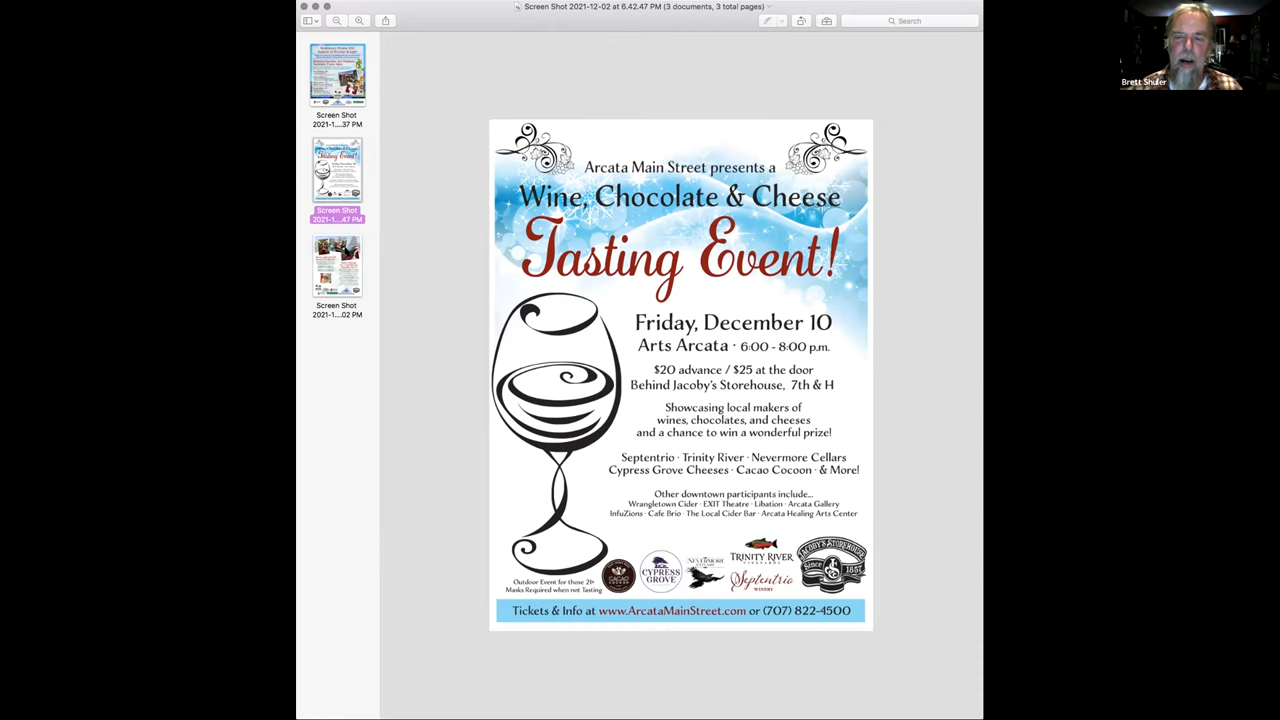 Screen Shot 2021-12-02 at 6.42.47 PM (3 documents, 3 total pages)
Search
Brett Shuler
Screen Shot
2021-1....37 PM
Screen Shot
2021-1....47 PM
Screen Shot
2021-1....02 PM
Arcata Main Street presents a
Wine, Chocolate & Cheese
Tasting Event!
Friday, December 10
Arts Arcata · 6:00 - 8:00 p.m.
$20 advance / $25 at the door
Behind Jacoby's Storehouse, 7th & H
Showcasing local makers of
wines, chocolates, and cheeses
and a chance to win a wonderful prize!
Septentrio · Trinity River · Nevermore Cellars
Cypress Grove Cheeses · Cacao Cocoon · & More!
Other downtown participants include...
Wrangletown Cider · EXIT Theatre · Libation · Arcata Gallery
InfuZions · Cafe Brio · The Local Cider Bar · Arcata Healing Arts Center
Outdoor Event for those 21+
Masks Required when not Tasting
CACAO
COCOON
CYPRESS
GROVE
NEVERMORE
TRINITY RIVER
VINEYARDS
Septentrio
WINERY
JACOBY'S STOREHOUSE
Since 1857
Tickets & Info at www.ArcataMainStreet.com or (707) 822-4500